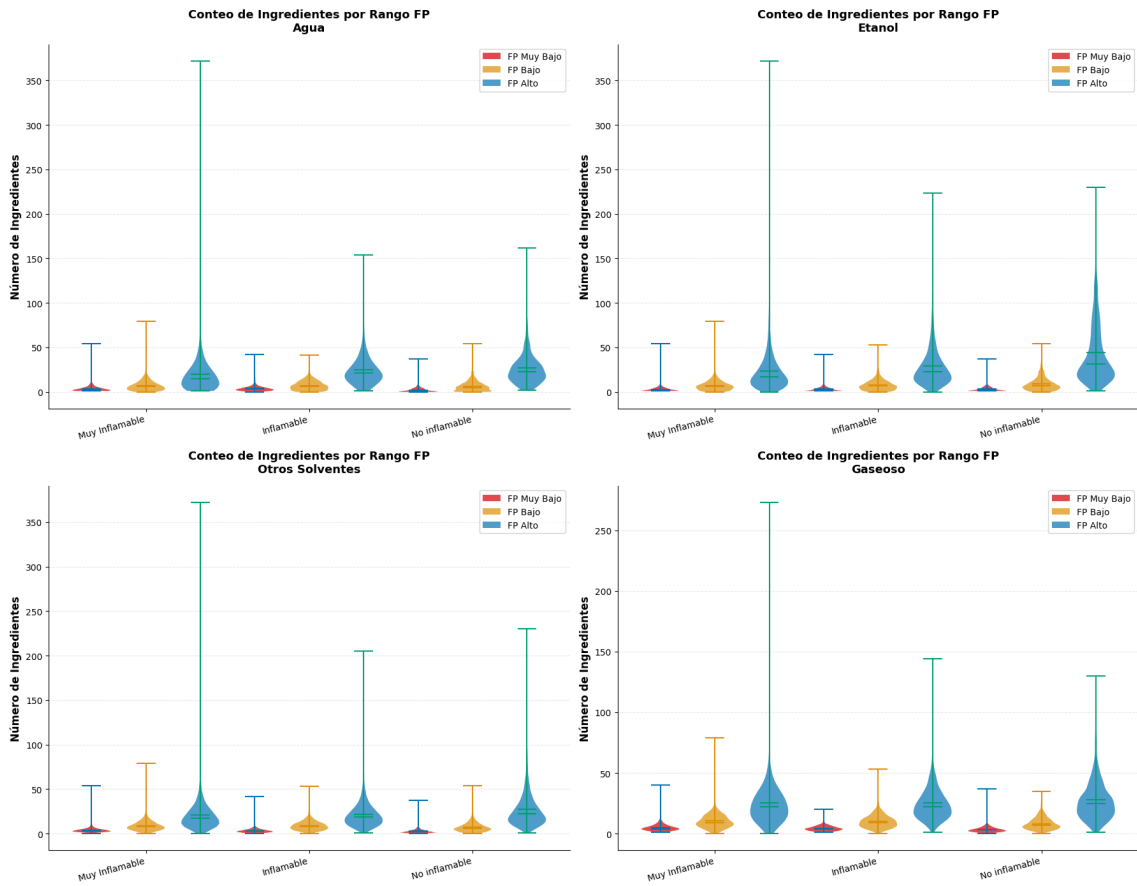 Conteo de Ingredientes por Rango FP
Agua
Número de Ingredientes
350
300
250
200
150
100
50
0
FP Muy Bajo
FP Bajo
FP Alto
Muy Inflamable
Inflamable
No inflamable
Conteo de Ingredientes por Rango FP
Etanol
Número de Ingredientes
350
300
250
200
150
100
50
0
FP Muy Bajo
FP Bajo
FP Alto
Muy Inflamable
Inflamable
No inflamable
Conteo de Ingredientes por Rango FP
Otros Solventes
Número de Ingredientes
350
300
250
200
150
100
50
0
FP Muy Bajo
FP Bajo
FP Alto
Muy Inflamable
Inflamable
No inflamable
Conteo de Ingredientes por Rango FP
Gaseoso
Número de Ingredientes
250
200
150
100
50
0
FP Muy Bajo
FP Bajo
FP Alto
Muy Inflamable
Inflamable
No inflamable